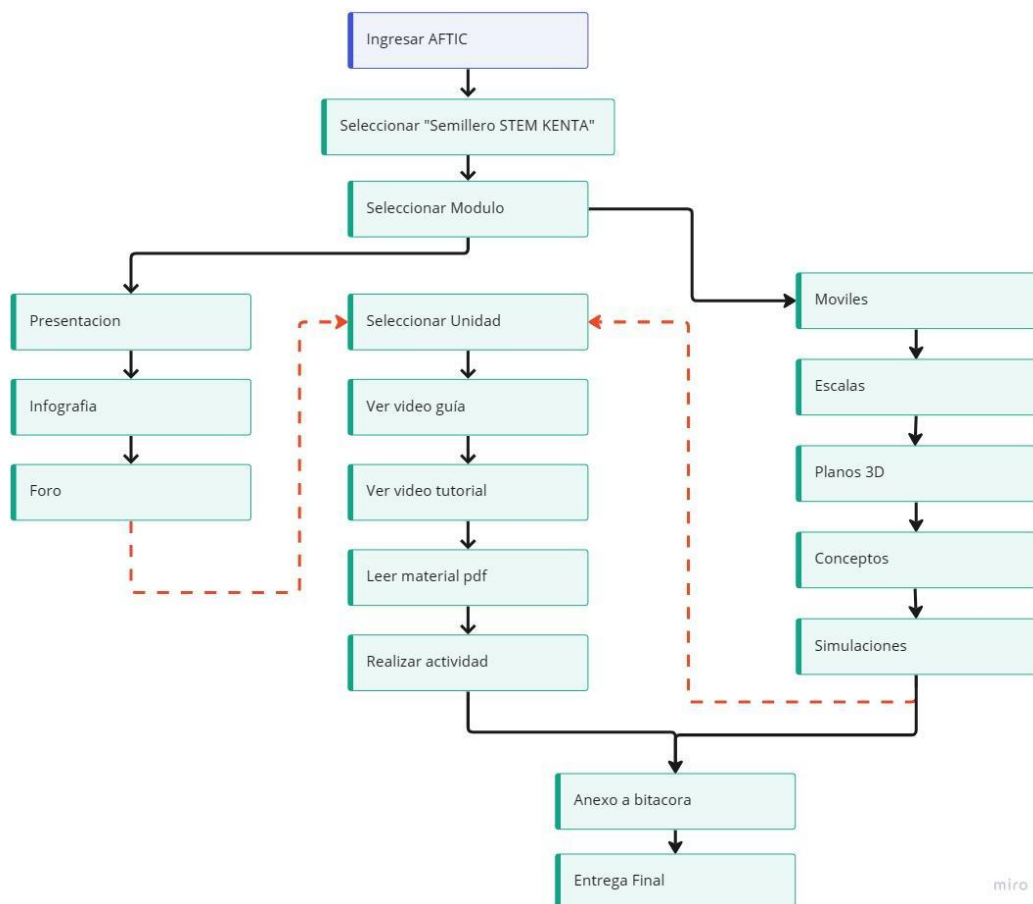 Ingresar AFTIC
Seleccionar "Semillero STEM KENTA"
Seleccionar Modulo
Presentacion
Infografia
Foro
Seleccionar Unidad
Ver video guía
Ver video tutorial
Leer material pdf
Realizar actividad
Moviles
Escalas
Planos 3D
Conceptos
Simulaciones
Anexo a bitacora
Entrega Final
miro